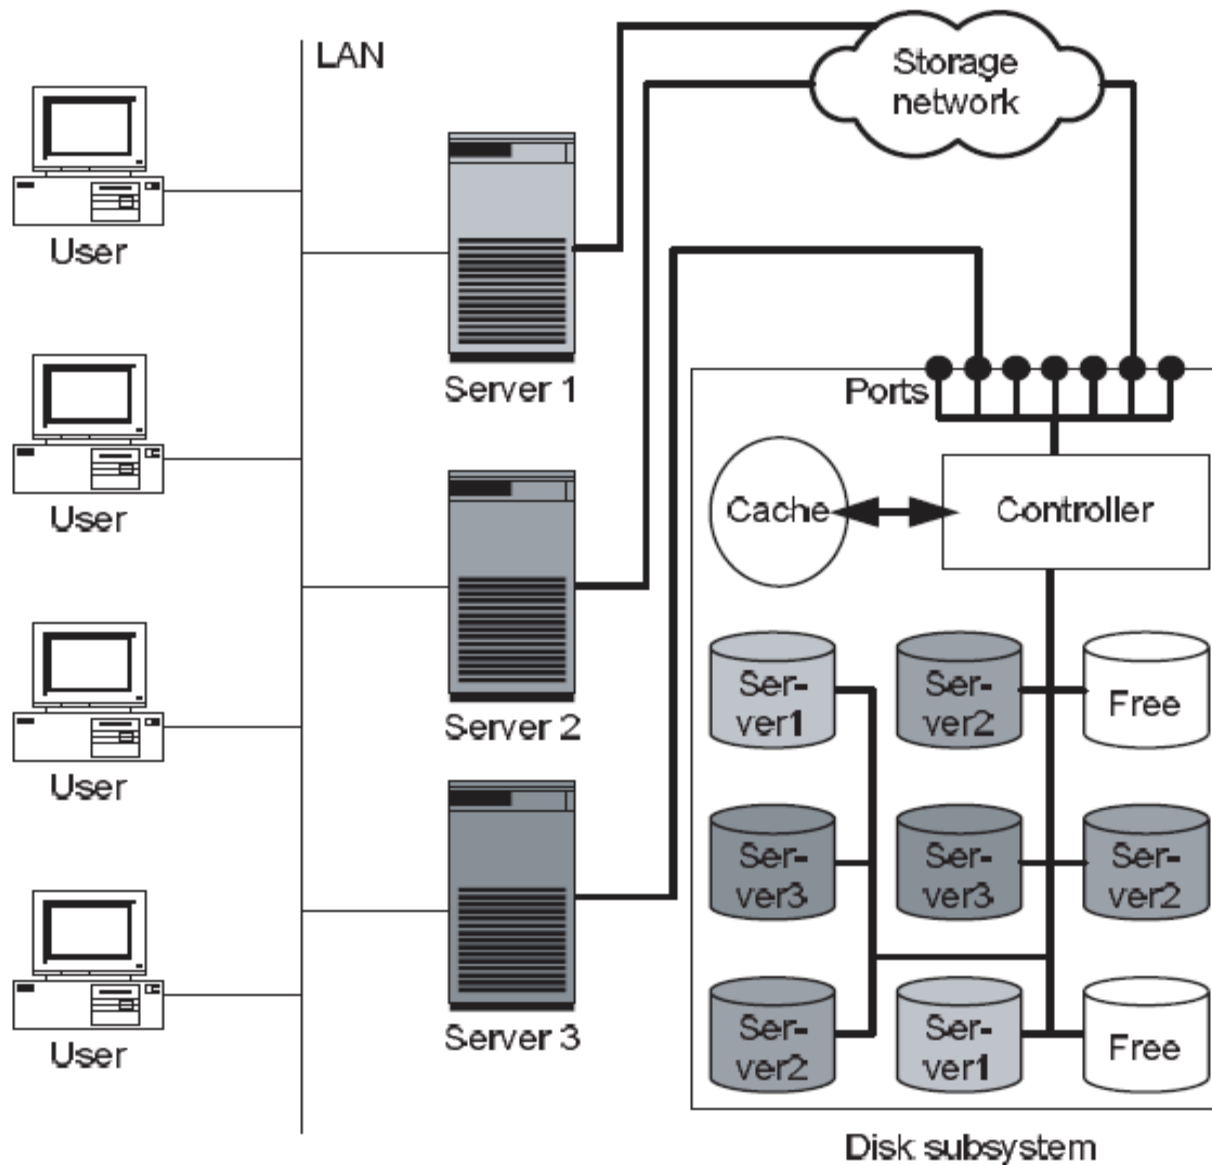 LAN
Storage
network
User
Server 1
Ports
User
Cache
Controller
Ser-
ver1
Ser-
ver2
Free
Server 2
User
Ser-
ver3
Ser-
ver3
Ser-
ver2
Server 3
User
Ser-
ver2
Ser-
ver1
Free
Disk subsystem